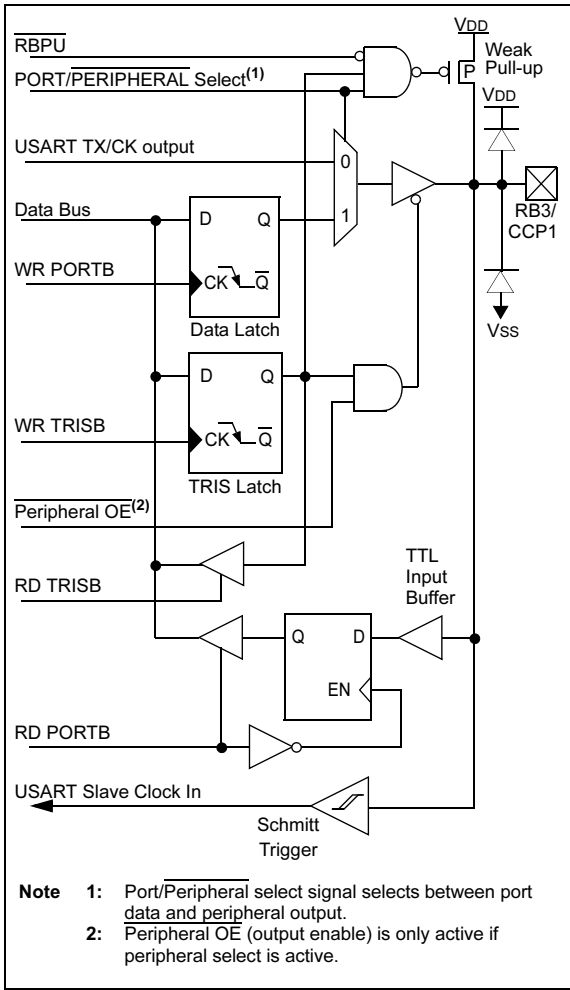 RBPU
VDD
Weak
Pull-up
P
PORT/PERIPHERAL Select(1)
VDD
USART TX/CK output
0
Data Bus
D
Q
1
RB3/
CCP1
WR PORTB
CK
Q
Data Latch
VSS
D
Q
WR TRISB
CK
Q
TRIS Latch
Peripheral OE(2)
TTL
Input
Buffer
RD TRISB
Q
D
EN
RD PORTB
USART Slave Clock In
Schmitt
Trigger
Note 1: Port/Peripheral select signal selects between port
data and peripheral output.
2: Peripheral OE (output enable) is only active if
peripheral select is active.